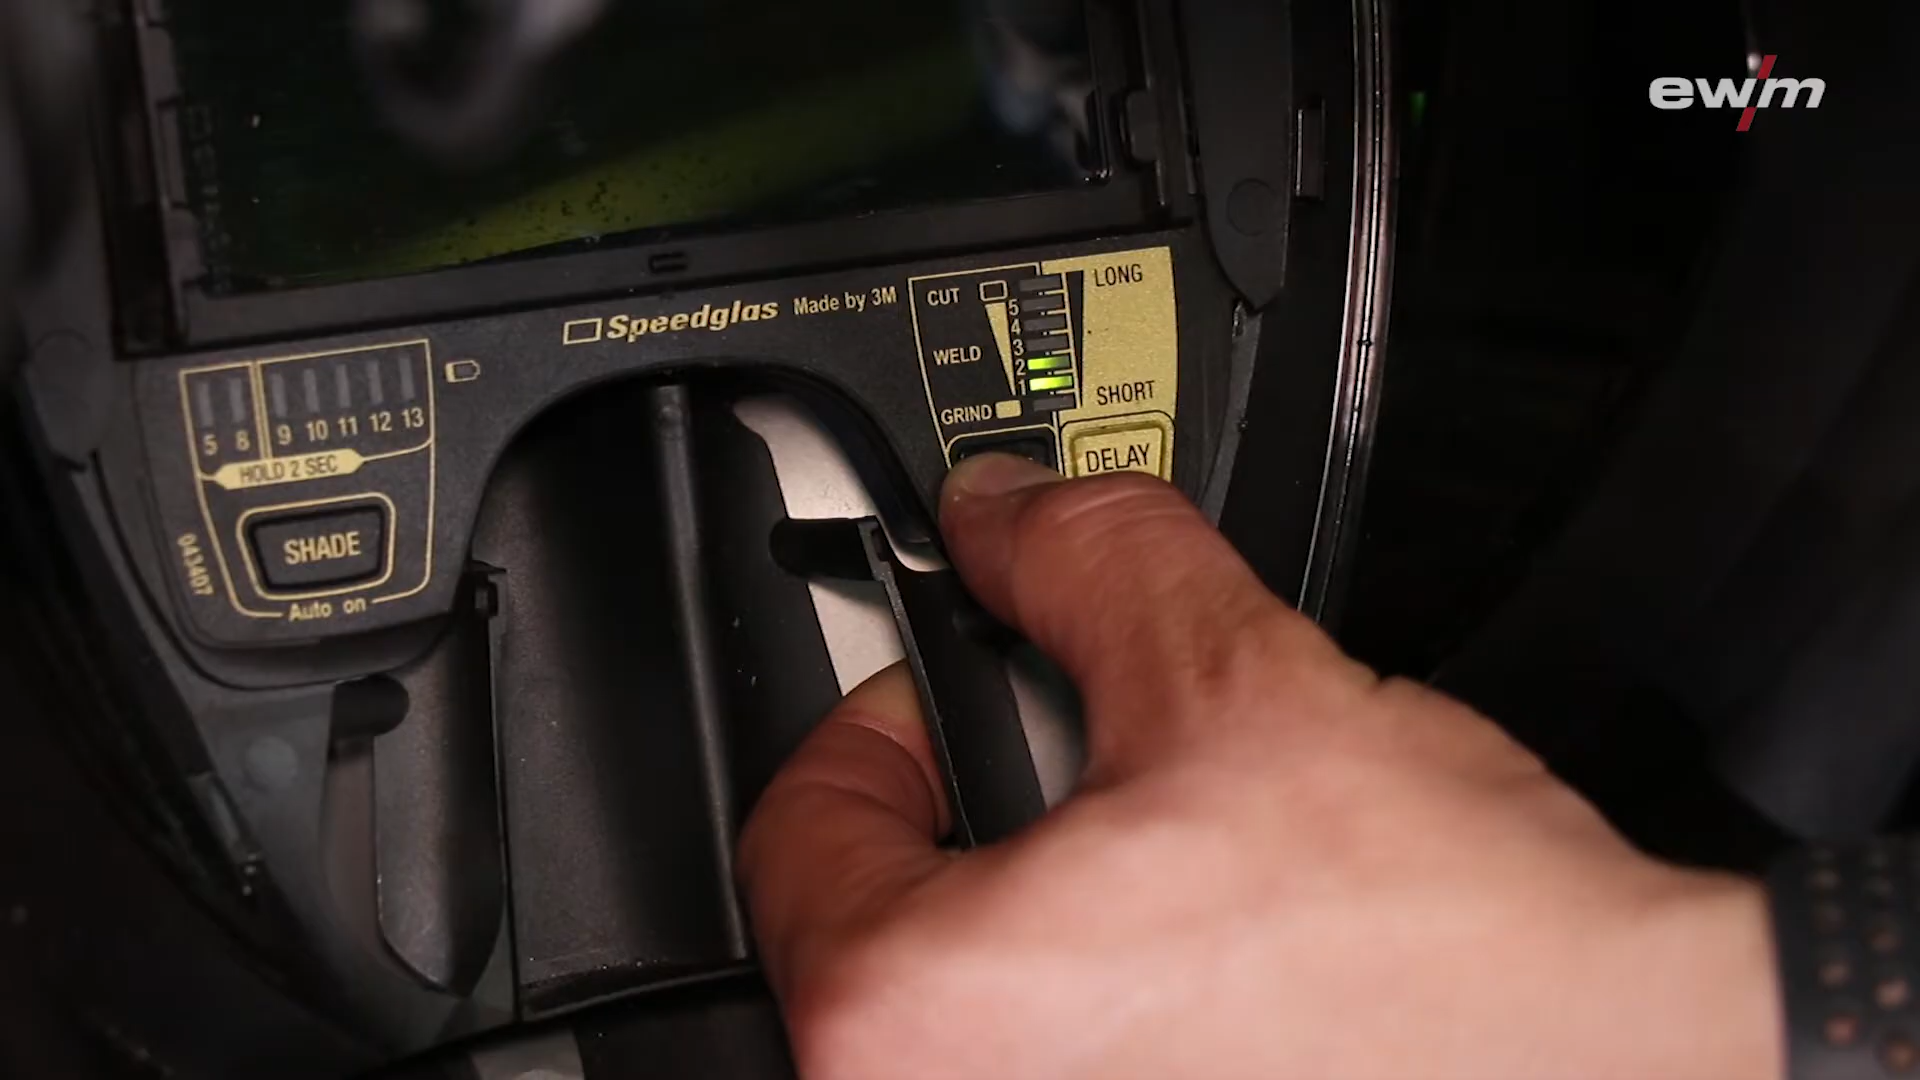 ewm
Speedglas Made by 3M
CUT
5
4
WELD
3
2
1
GRIND
LONG
SHORT
DELAY
5 8 9 10 11 12 13
HOLD 2 SEC
SHADE
Auto on
043407